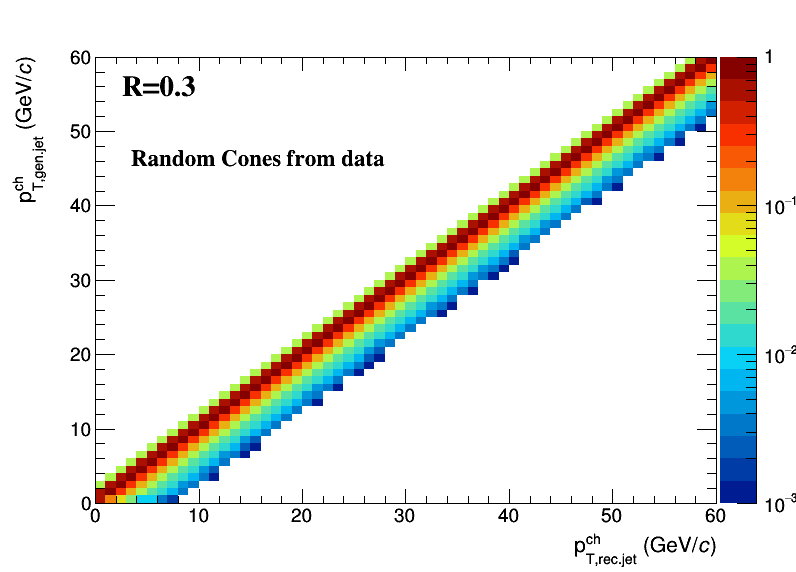 R=0.3
Random Cones from data
p^ch_T,gen.jet (GeV/c)
60
50
40
30
20
10
0
0 10 20 30 40 50 60
p^ch_T,rec.jet (GeV/c)
1
10^−1
10^−2
10^−3